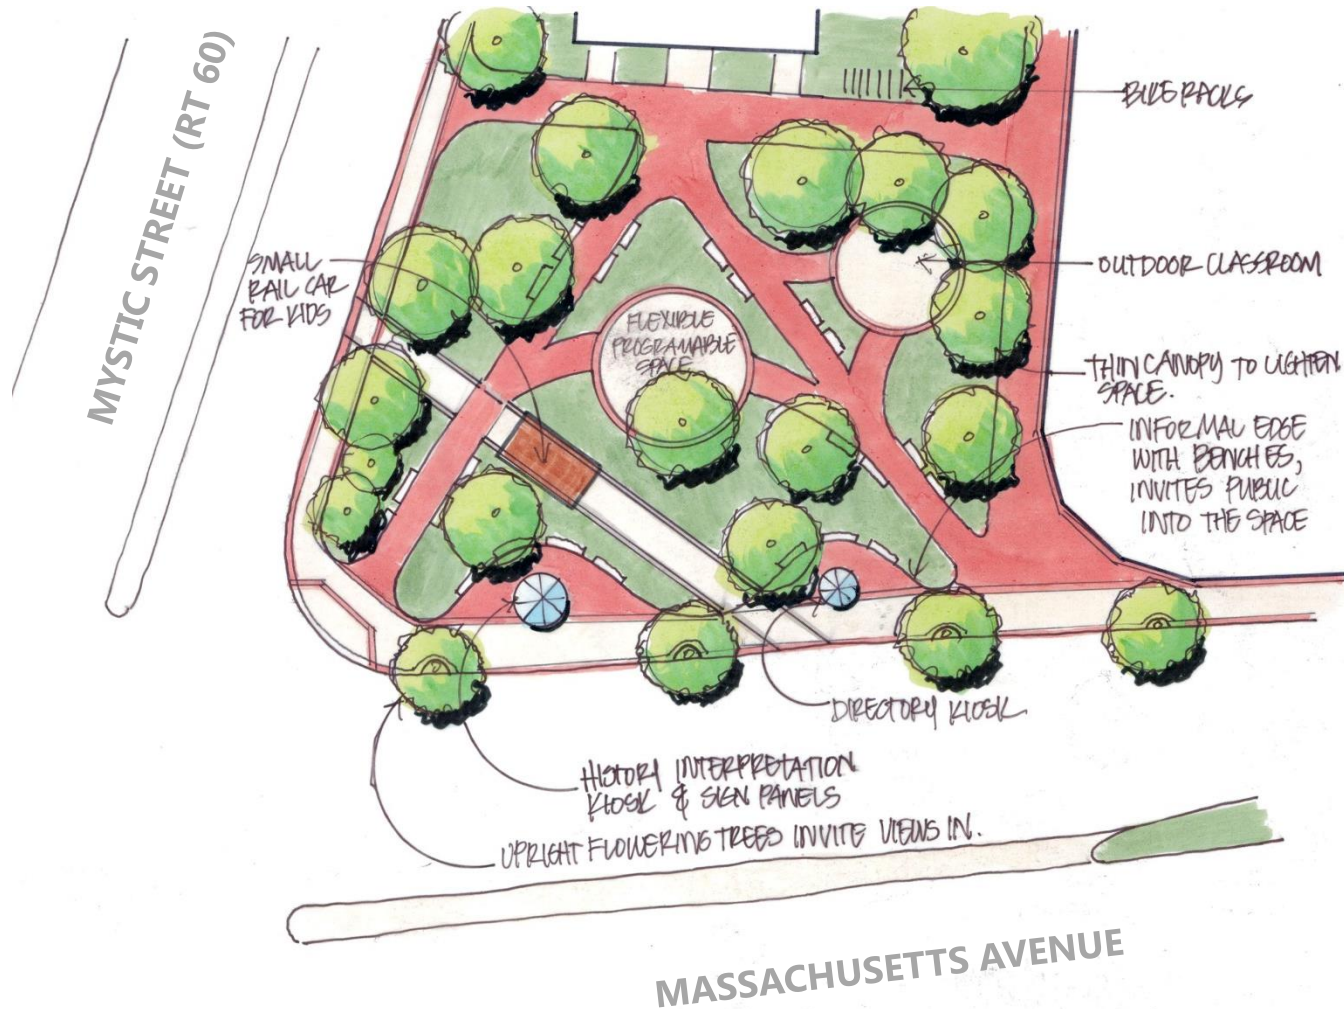 MYSTIC STREET (RT 60)
BIKE RACKS
SMALL
RAIL CAR
FOR KIDS
OUTDOOR CLASSROOM
FLEXIBLE
PROGRAMABLE
SPACE
THIN CANOPY TO LIGHTEN
SPACE.
INFORMAL EDGE
WITH BENCHES,
INVITES PUBLIC
INTO THE SPACE
DIRECTORY KIOSK
HISTORY INTERPRETATION
KIOSK & SIGN PANELS
UPRIGHT FLOWERING TREES INVITE VIEWS IN.
MASSACHUSETTS AVENUE